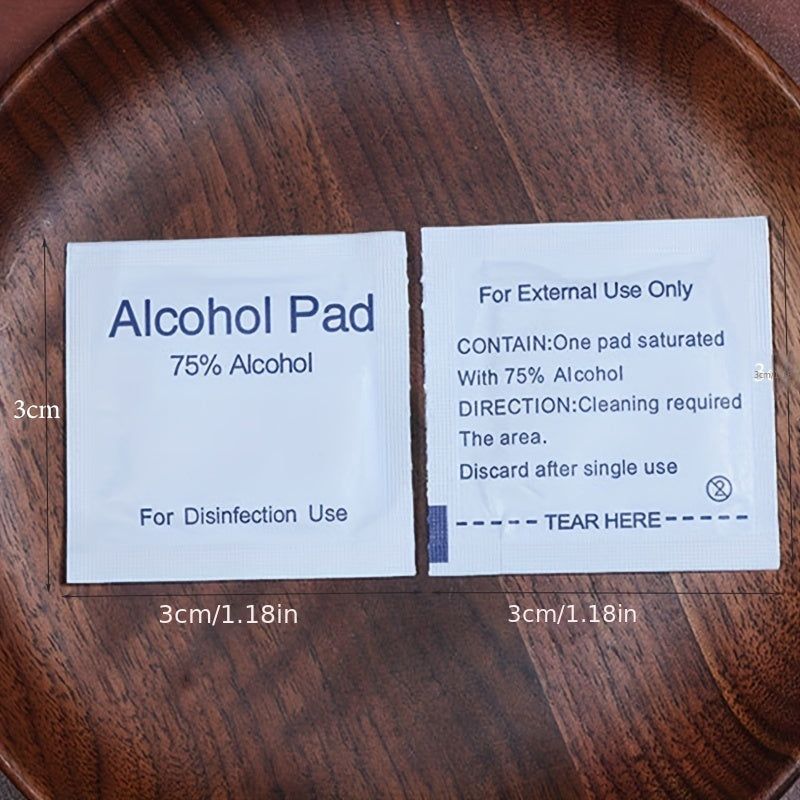 Alcohol Pad
75% Alcohol
For Disinfection Use
3cm
3cm/1.18in
For External Use Only
CONTAIN:One pad saturated
With 75% Alcohol
DIRECTION:Cleaning required
The area.
Discard after single use
2
-----TEAR HERE-----
3cm/1.18in